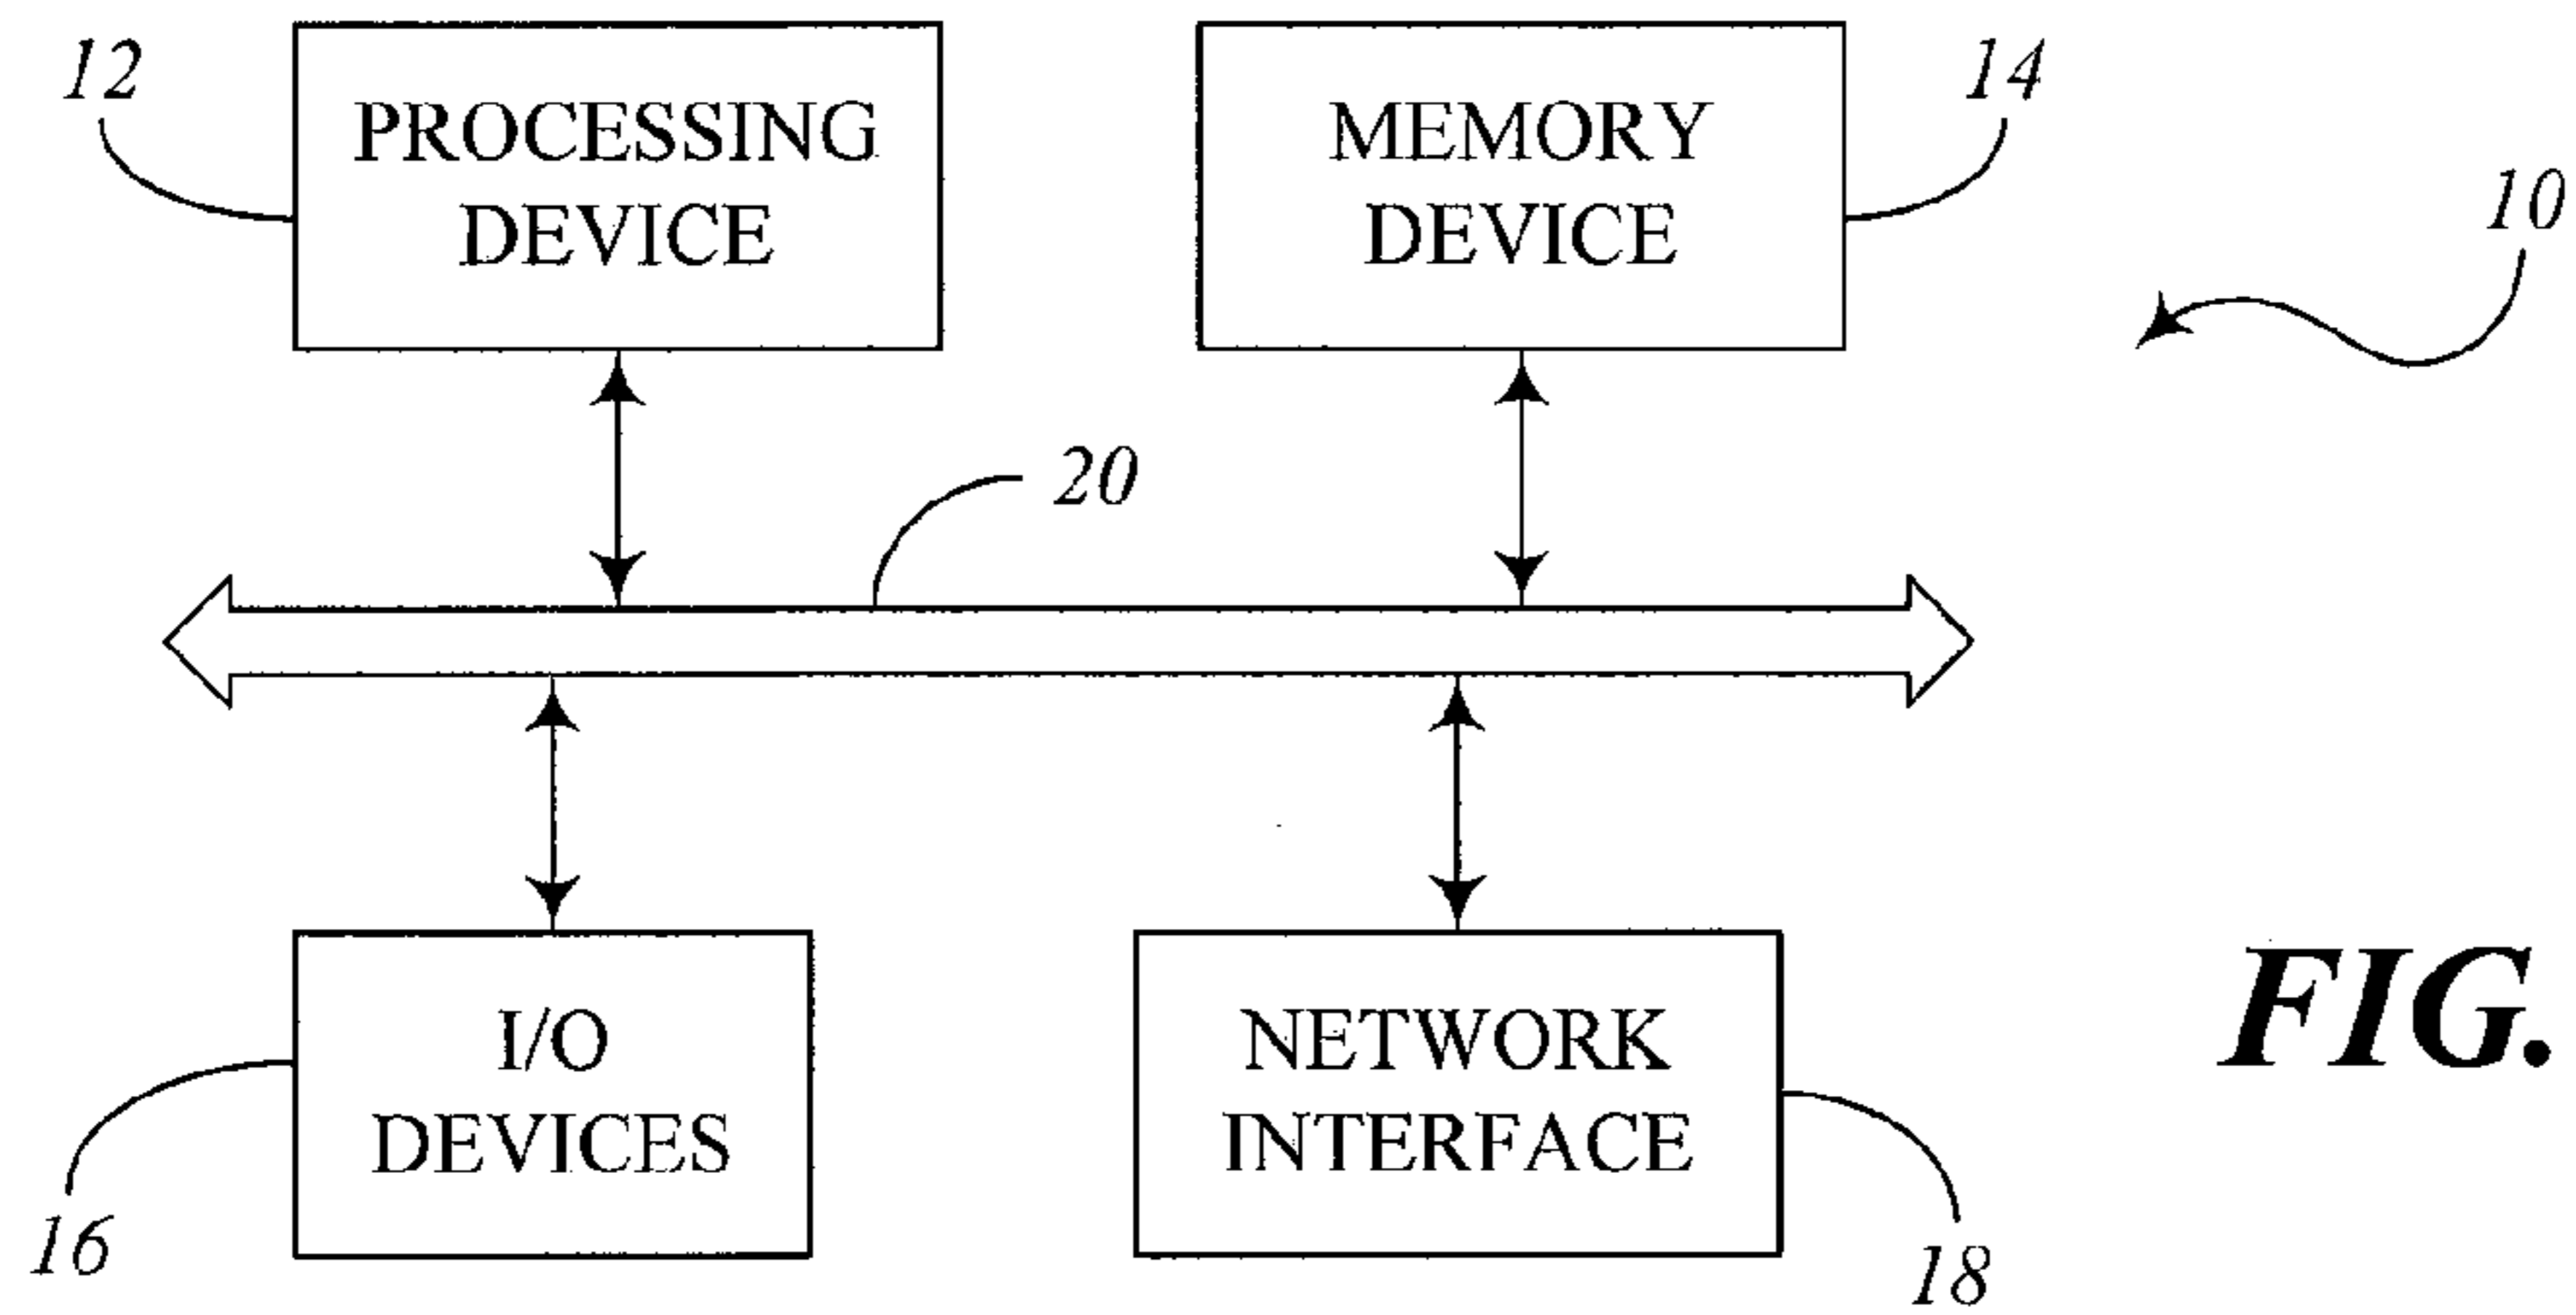 12
PROCESSING
DEVICE
MEMORY
DEVICE
14
10
20
I/O
DEVICES
16
NETWORK
INTERFACE
18
FIG.